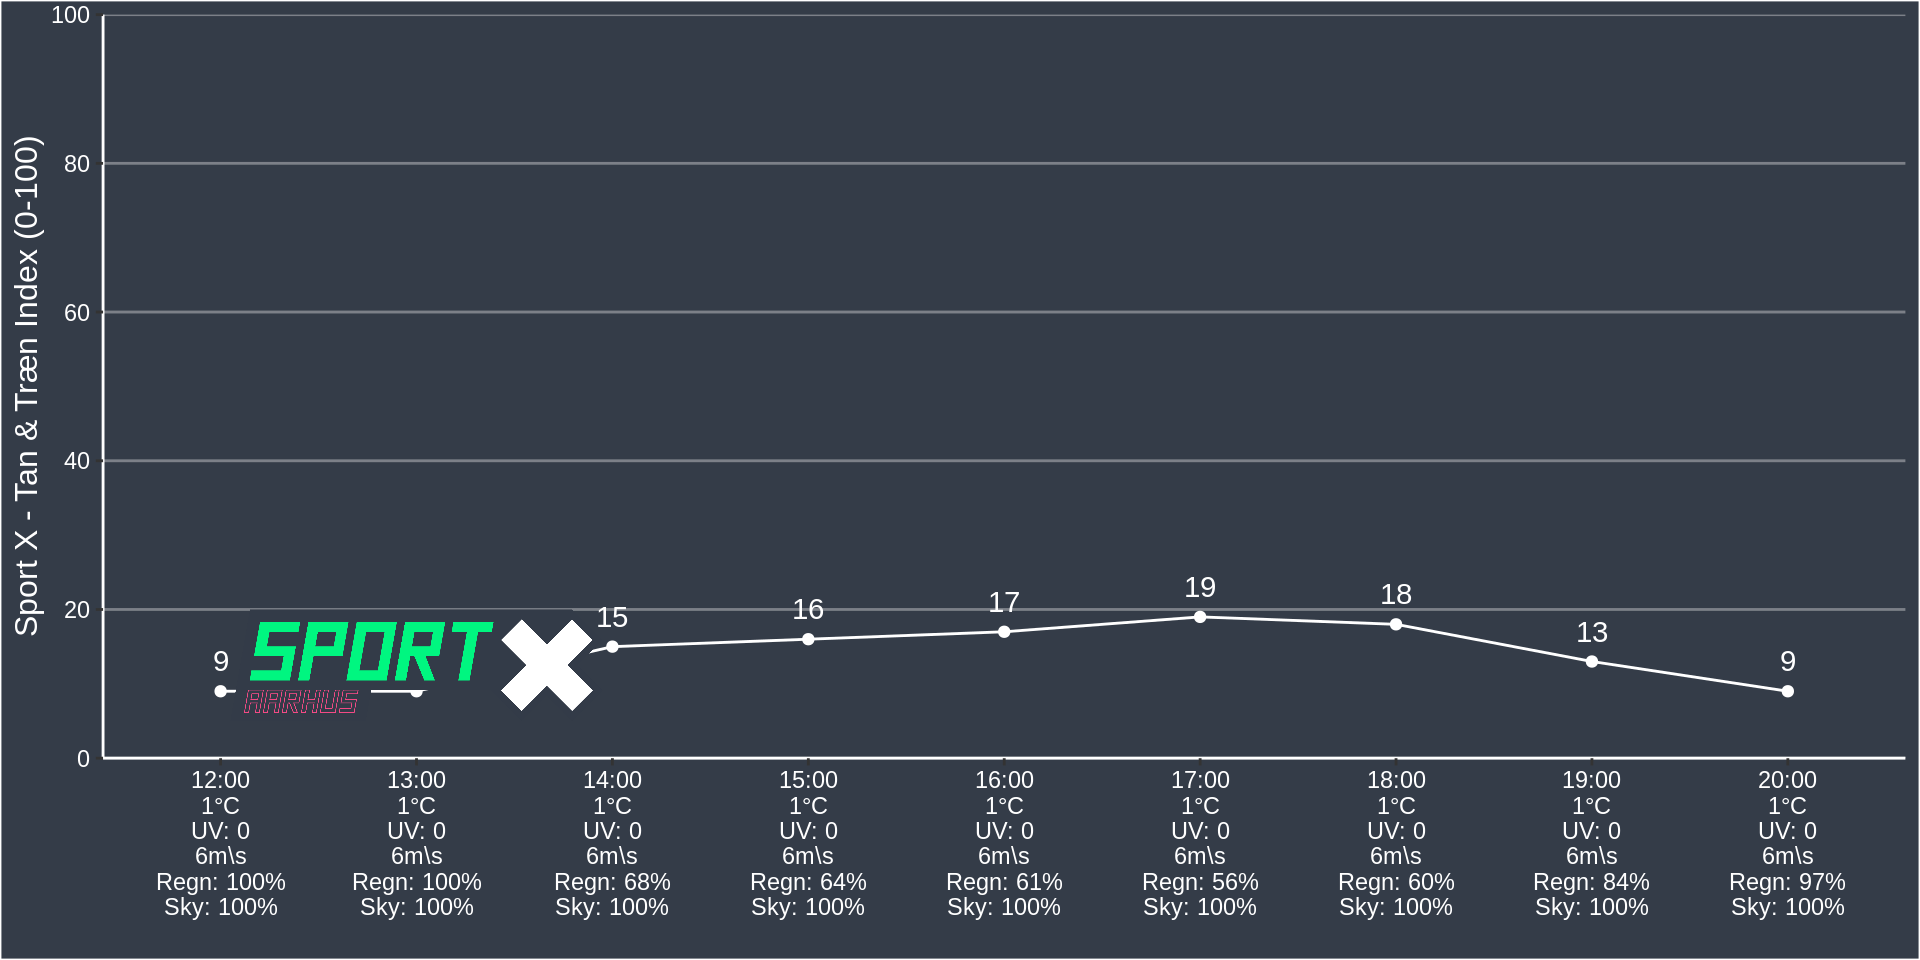 Sport X - Tan & Træn Index (0-100)
100
80
60
40
20
0
9
15
16
17
19
18
13
9
SPORT X
AARHUS
12:00 13:00 14:00 15:00 16:00 17:00 18:00 19:00 20:00
1°C 1°C 1°C 1°C 1°C 1°C 1°C 1°C 1°C
UV: 0 UV: 0 UV: 0 UV: 0 UV: 0 UV: 0 UV: 0 UV: 0 UV: 0
6m\s 6m\s 6m\s 6m\s 6m\s 6m\s 6m\s 6m\s 6m\s
Regn: 100% Regn: 100% Regn: 68% Regn: 64% Regn: 61% Regn: 56% Regn: 60% Regn: 84% Regn: 97%
Sky: 100% Sky: 100% Sky: 100% Sky: 100% Sky: 100% Sky: 100% Sky: 100% Sky: 100% Sky: 100%